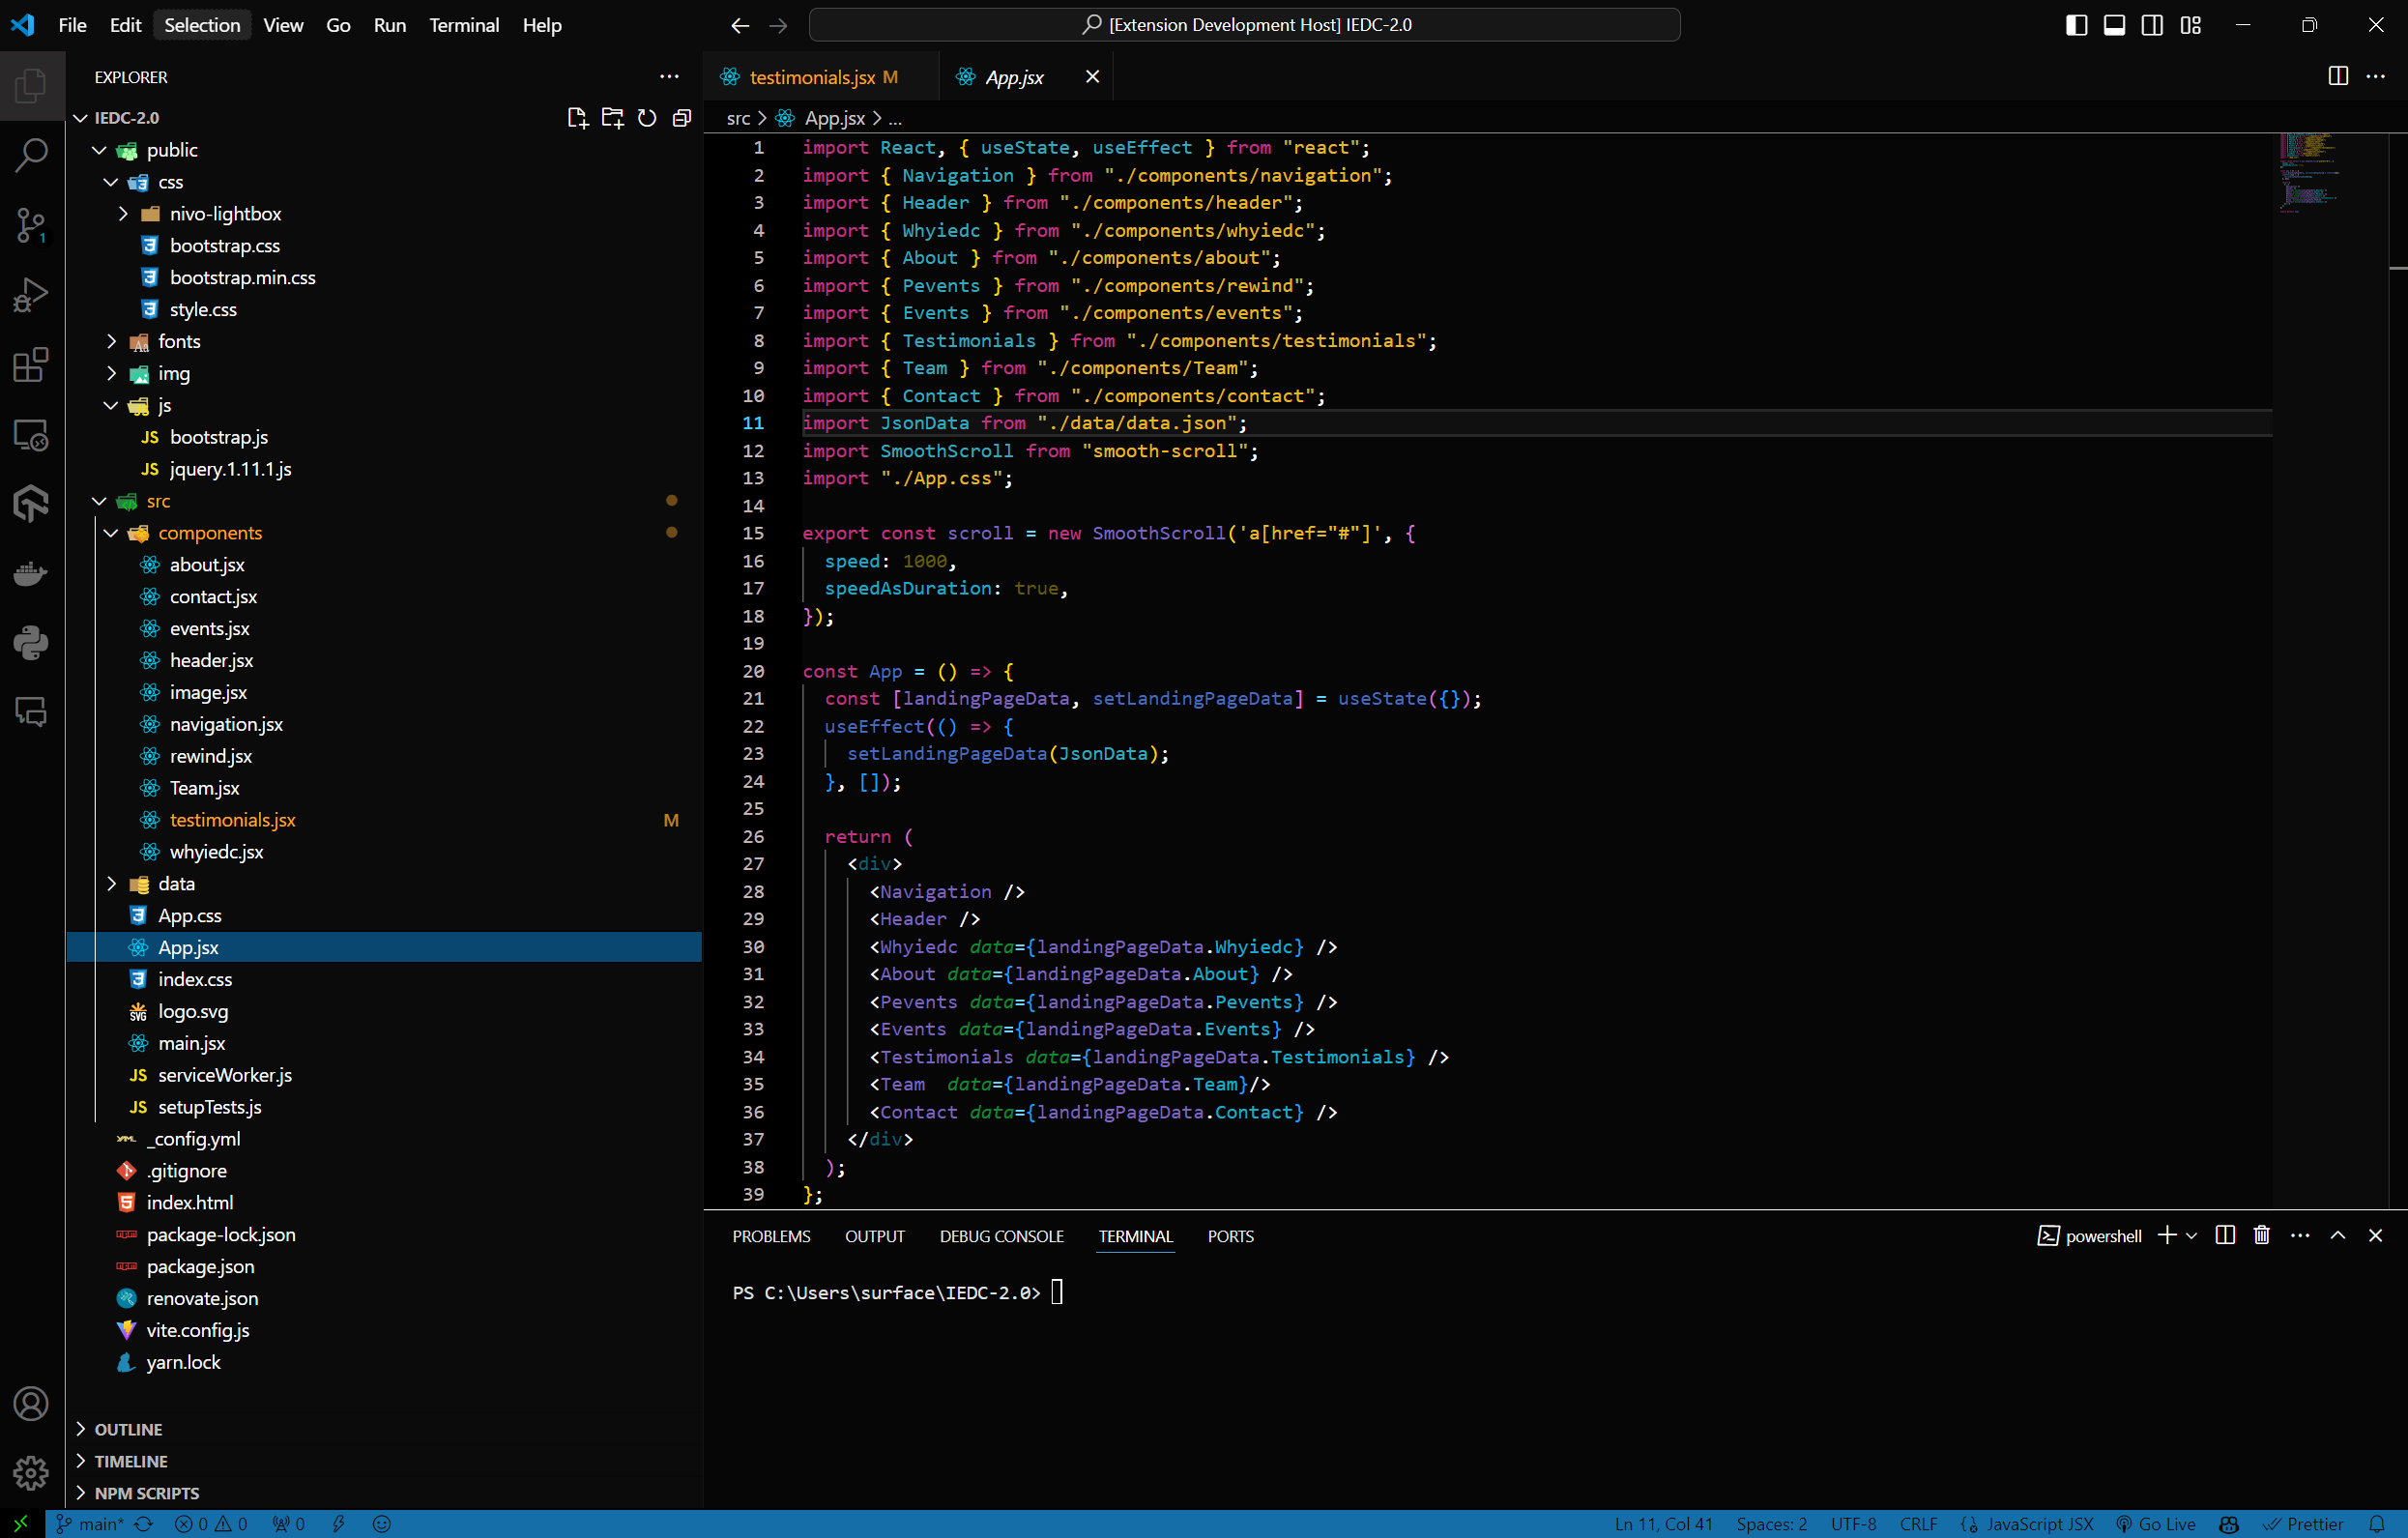 File Edit Selection View Go Run Terminal Help
[Extension Development Host] IEDC-2.0
EXPLORER
IEDC-2.0
public
css
nivo-lightbox
bootstrap.css
bootstrap.min.css
style.css
fonts
img
js
JS bootstrap.js
JS jquery.1.11.1.js
src
components
about.jsx
contact.jsx
events.jsx
header.jsx
image.jsx
navigation.jsx
rewind.jsx
Team.jsx
testimonials.jsx M
whyiedc.jsx
data
App.css
App.jsx
index.css
SVG logo.svg
main.jsx
JS serviceWorker.js
JS setupTests.js
_config.yml
.gitignore
index.html
package-lock.json
package.json
renovate.json
vite.config.js
yarn.lock
OUTLINE
TIMELINE
NPM SCRIPTS
1
testimonials.jsx M App.jsx
src > App.jsx > ...
1 import React, { useState, useEffect } from "react";
2 import { Navigation } from "./components/navigation";
3 import { Header } from "./components/header";
4 import { Whyiedc } from "./components/whyiedc";
5 import { About } from "./components/about";
6 import { Pevents } from "./components/rewind";
7 import { Events } from "./components/events";
8 import { Testimonials } from "./components/testimonials";
9 import { Team } from "./components/Team";
10 import { Contact } from "./components/contact";
11 import JsonData from "./data/data.json";
12 import SmoothScroll from "smooth-scroll";
13 import "./App.css";
14
15 export const scroll = new SmoothScroll('a[href="#"]', {
16 speed: 1000,
17 speedAsDuration: true,
18 });
19
20 const App = () => {
21 const [landingPageData, setLandingPageData] = useState({});
22 useEffect(() => {
23 setLandingPageData(JsonData);
24 }, []);
25
26 return (
27 <div>
28 <Navigation />
29 <Header />
30 <Whyiedc data={landingPageData.Whyiedc} />
31 <About data={landingPageData.About} />
32 <Pevents data={landingPageData.Pevents} />
33 <Events data={landingPageData.Events} />
34 <Testimonials data={landingPageData.Testimonials} />
35 <Team  data={landingPageData.Team}/>
36 <Contact data={landingPageData.Contact} />
37 </div>
38 );
39 };
PROBLEMS OUTPUT DEBUG CONSOLE TERMINAL PORTS
powershell
PS C:\Users\surface\IEDC-2.0>
main* 0 0 0
Ln 11, Col 41 Spaces: 2 UTF-8 CRLF JavaScript JSX Go Live Prettier